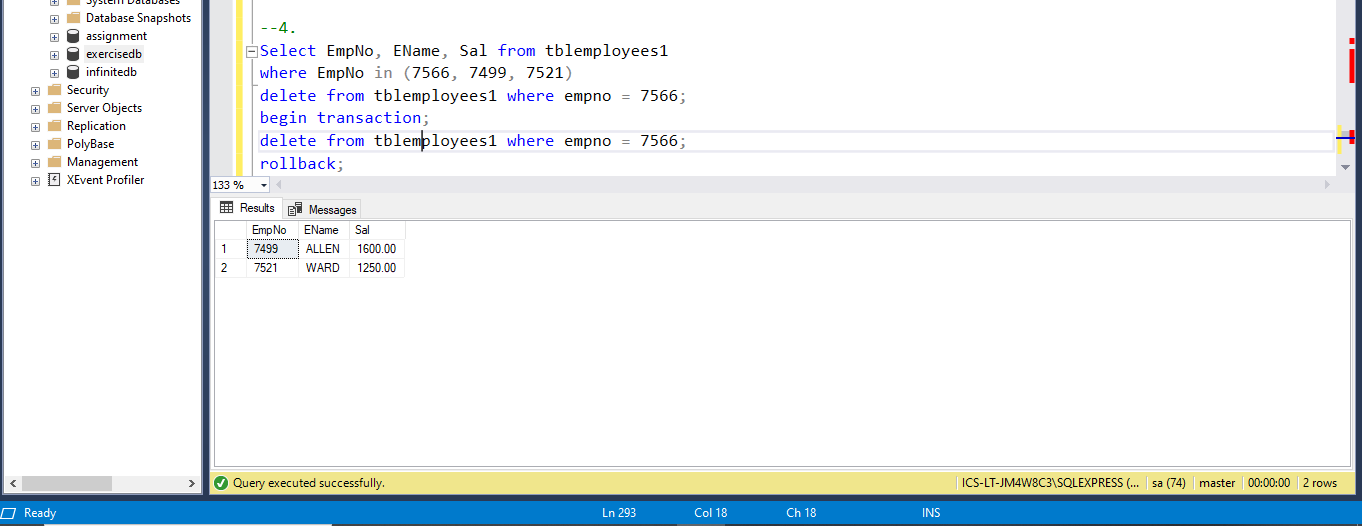 System Databases
Database Snapshots
assignment
exercisedb
infinitedb
Security
Server Objects
Replication
PolyBase
Management
XEvent Profiler
--4.
Select EmpNo, EName, Sal from tblemployees1
where EmpNo in (7566, 7499, 7521)
delete from tblemployees1 where empno = 7566;
begin transaction;
delete from tblemployees1 where empno = 7566;
rollback;
133 %
Results Messages
EmpNo EName Sal
1 7499 ALLEN 1600.00
2 7521 WARD 1250.00
Query executed successfully. ICS-LT-JM4W8C3\SQLEXPRESS (... sa (74) master 00:00:00 2 rows
Ready Ln 293 Col 18 Ch 18 INS